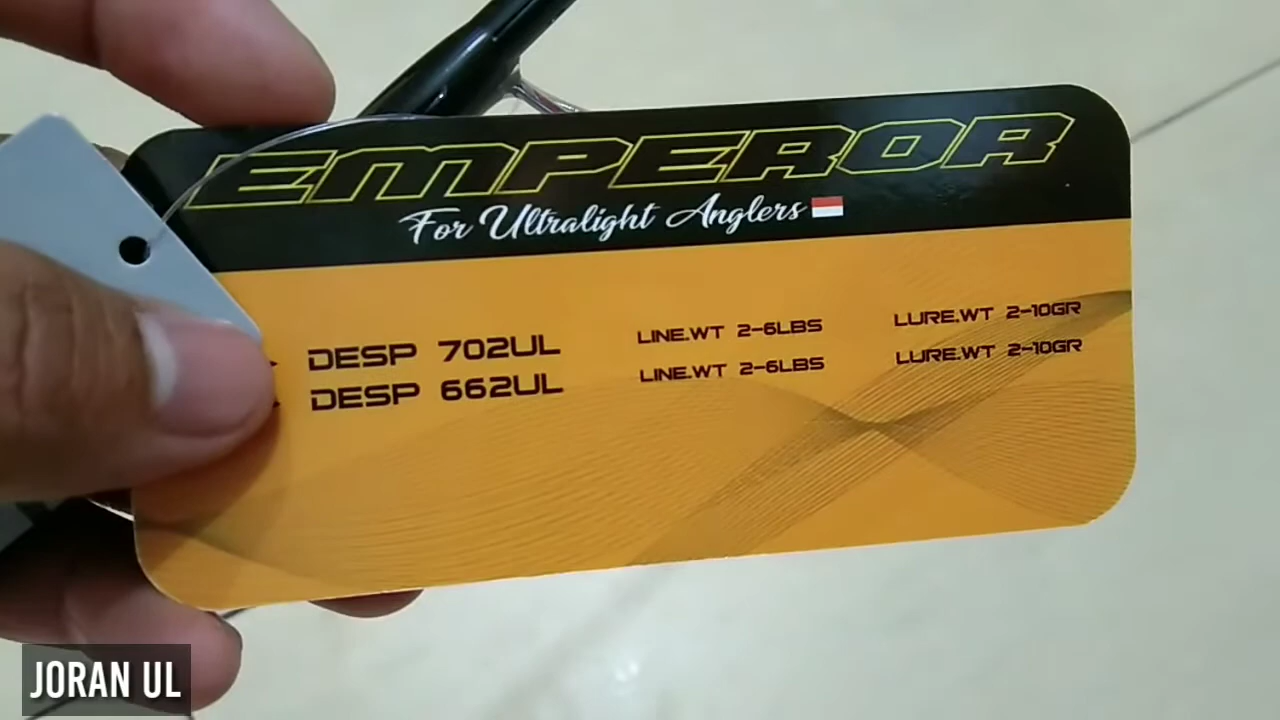 EMPEROR
For Ultralight Anglers
DESP 702UL LINE.WT 2-6LBS LURE.WT 2-10GR
DESP 662UL LINE.WT 2-6LBS LURE.WT 2-10GR
JORAN UL